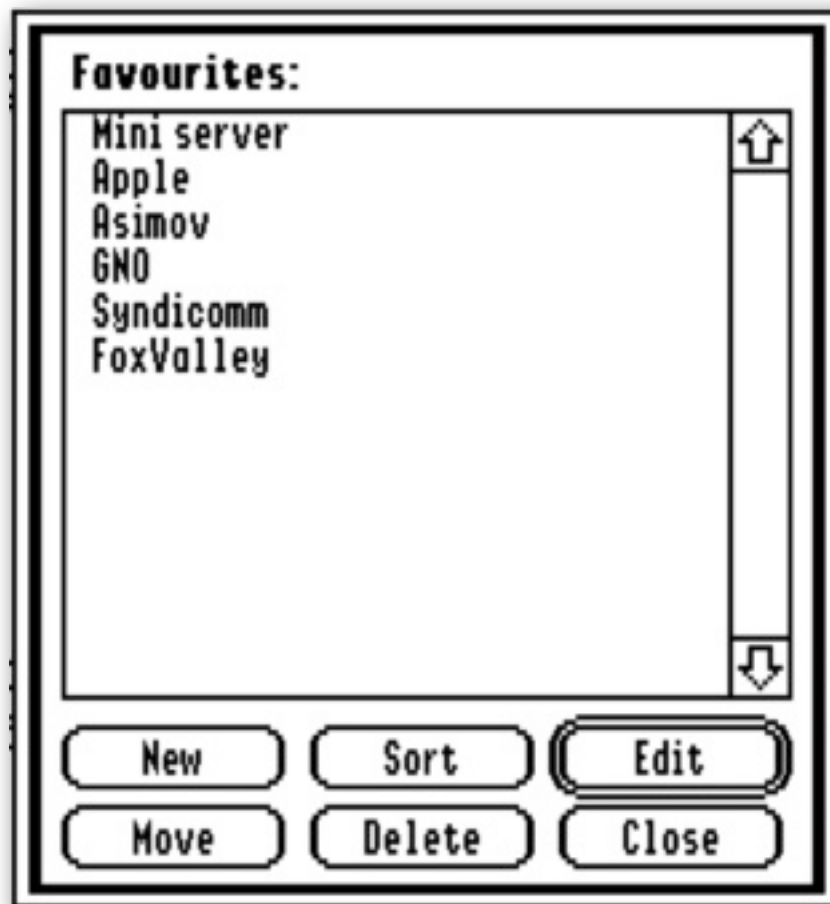 Favourites:
Mini server
Apple
Asimov
GNO
Syndicomm
FoxValley
New Sort Edit
Move Delete Close